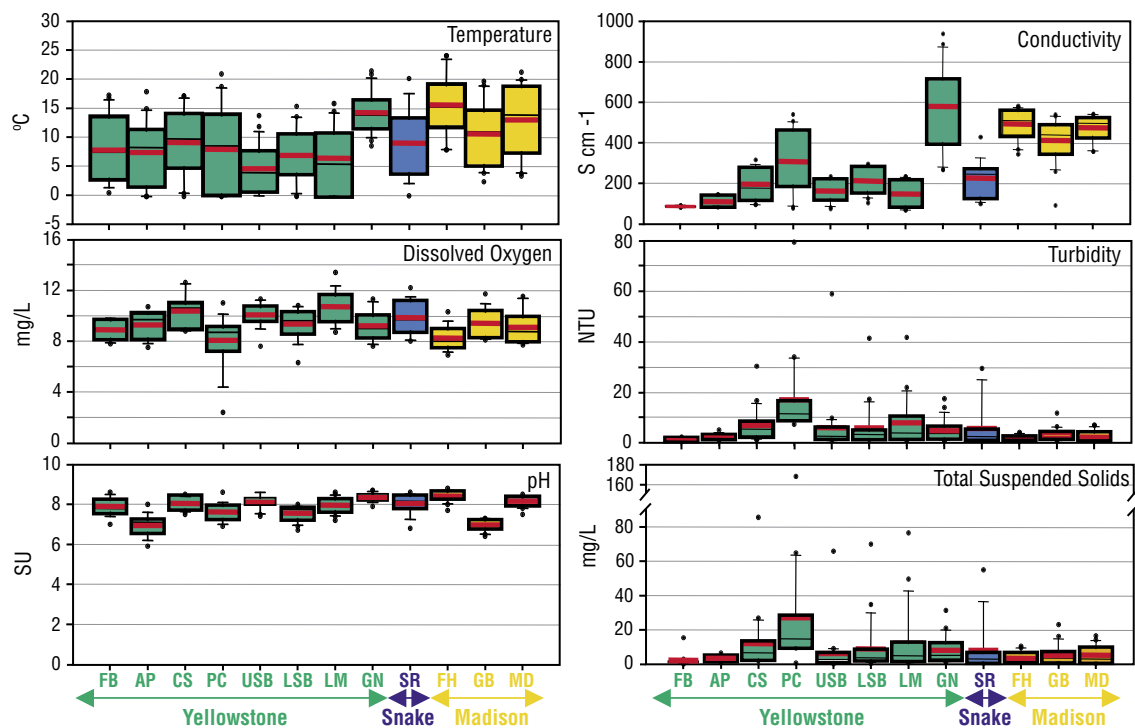 Temperature
30
25
20
15
10
5
0
-5
ºC
Conductivity
1000
800
600
400
200
0
S cm -1
Dissolved Oxygen
16
12
8
4
0
mg/L
Turbidity
80
60
40
20
0
NTU
pH
10
8
6
4
2
0
SU
Total Suspended Solids
180
160
80
60
40
20
0
mg/L
FB AP CS PC USB LSB LM GN SR FH GB MD
Yellowstone Snake Madison
FB AP CS PC USB LSB LM GN SR FH GB MD
Yellowstone Snake Madison